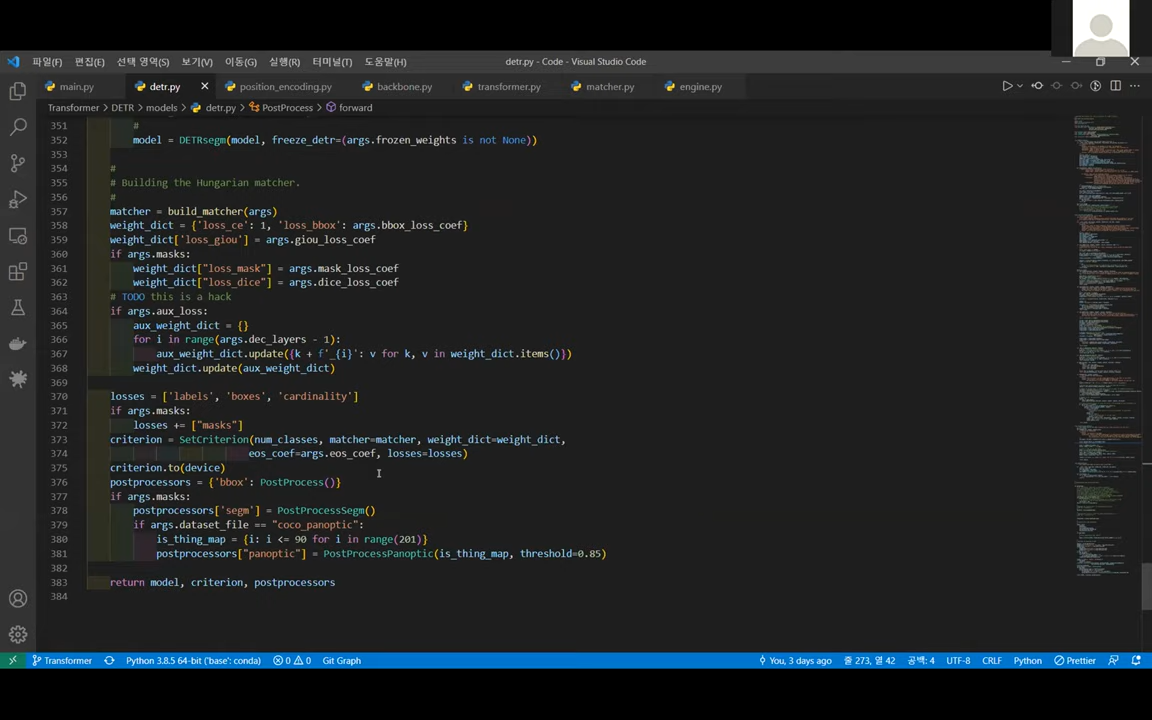 파일(F) 편집(E) 선택 영역(S) 보기(V) 이동(G) 실행(R) 터미널(T) 도움말(H) detr.py - Code - Visual Studio Code
main.py detr.py position_encoding.py backbone.py transformer.py matcher.py engine.py
Transformer > DETR > models > detr.py > PostProcess > forward
351 #
352 model = DETRsegm(model, freeze_detr=(args.frozen_weights is not None))
353
354 #
355 # Building the Hungarian matcher.
356 #
357 matcher = build_matcher(args)
358 weight_dict = {'loss_ce': 1, 'loss_bbox': args.bbox_loss_coef}
359 weight_dict['loss_giou'] = args.giou_loss_coef
360 if args.masks:
361 weight_dict["loss_mask"] = args.mask_loss_coef
362 weight_dict["loss_dice"] = args.dice_loss_coef
363 # TODO this is a hack
364 if args.aux_loss:
365 aux_weight_dict = {}
366 for i in range(args.dec_layers - 1):
367 aux_weight_dict.update({k + f'_{i}': v for k, v in weight_dict.items()})
368 weight_dict.update(aux_weight_dict)
369
370 losses = ['labels', 'boxes', 'cardinality']
371 if args.masks:
372 losses += ["masks"]
373 criterion = SetCriterion(num_classes, matcher=matcher, weight_dict=weight_dict,
374 eos_coef=args.eos_coef, losses=losses)
375 criterion.to(device)
376 postprocessors = {'bbox': PostProcess()}
377 if args.masks:
378 postprocessors['segm'] = PostProcessSegm()
379 if args.dataset_file == "coco_panoptic":
380 is_thing_map = {i: i <= 90 for i in range(201)}
381 postprocessors["panoptic"] = PostProcessPanoptic(is_thing_map, threshold=0.85)
382
383 return model, criterion, postprocessors
384
Transformer Python 3.8.5 64-bit ('base': conda) 0 0 Git Graph You, 3 days ago 줄 273, 열 42 공백: 4 UTF-8 CRLF Python Prettier